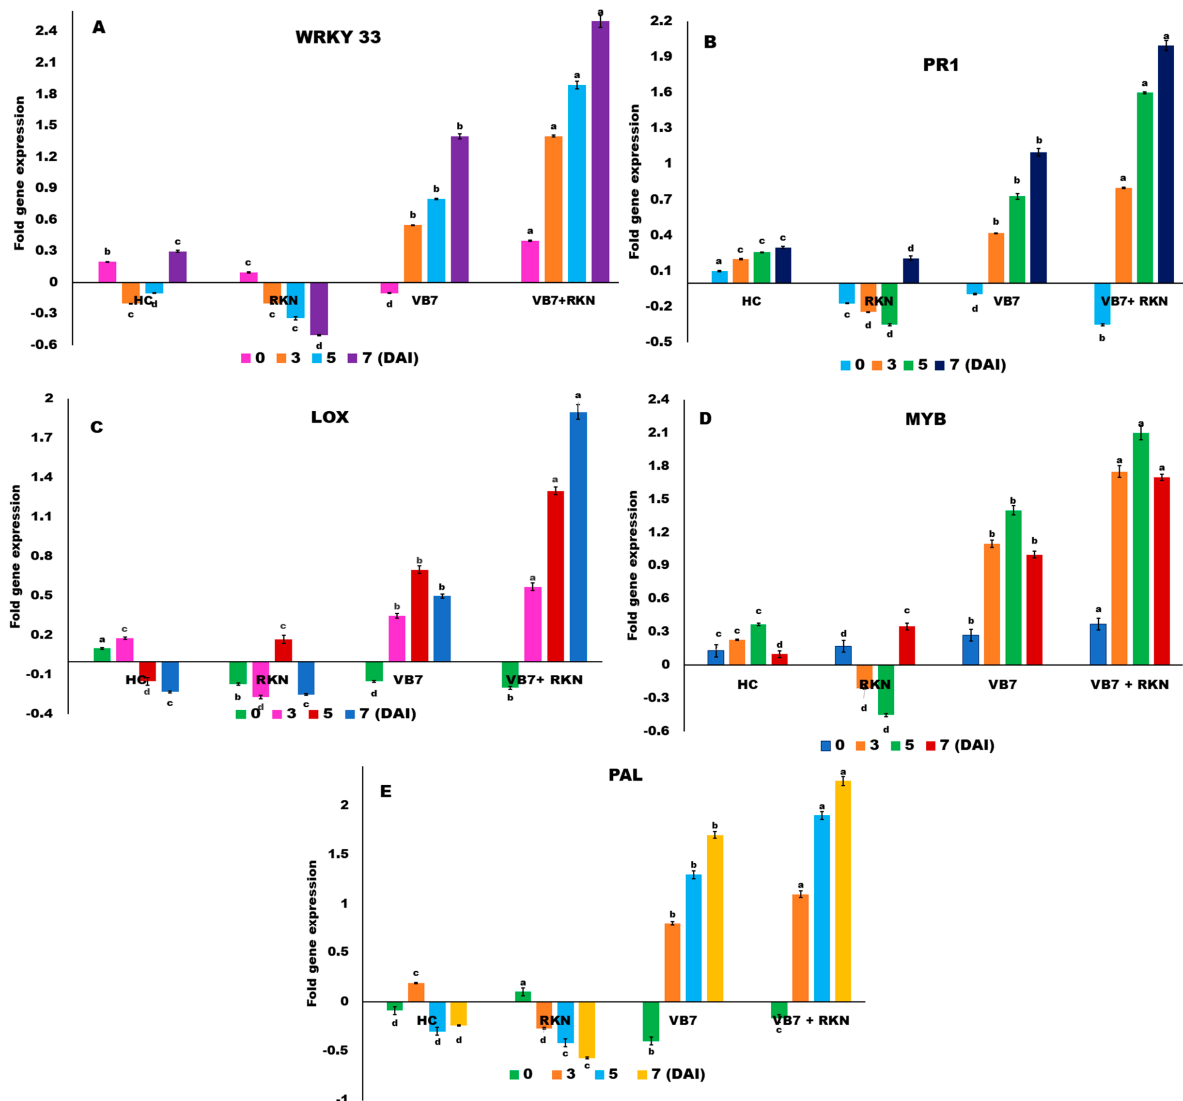 A
WRKY 33
Fold gene expression
2.4
2.1
1.8
1.5
1.2
0.9
0.6
0.3
0
-0.3
-0.6
b c d c
c c c d
d b b b
a a a a
HC RKN VB7 VB7+RKN
0 3 5 7 (DAI)
B
PR1
Fold gene expression
2.2
1.9
1.6
1.3
1
0.7
0.4
0.1
-0.2
-0.5
a c c c
c d d d
d b b b
b a a a
HC RKN VB7 VB7+ RKN
0 3 5 7 (DAI)
C
LOX
Fold gene expression
2
1.7
1.4
1.1
0.8
0.5
0.2
-0.1
-0.4
a c d c
b d c c
d b b b
b a a a
HC RKN VB7 VB7+ RKN
0 3 5 7 (DAI)
D
MYB
Fold gene expression
2.4
2.1
1.8
1.5
1.2
0.9
0.6
0.3
0
-0.3
-0.6
c c c d
d d d c
b b b b
a a a a
HC RKN VB7 VB7 + RKN
0 3 5 7 (DAI)
E
PAL
Fold gene expression
2
1.5
1
0.5
0
-0.5
-1
d c d d
a d c c
b b b b
c a a a
HC RKN VB7 VB7 + RKN
0 3 5 7 (DAI)